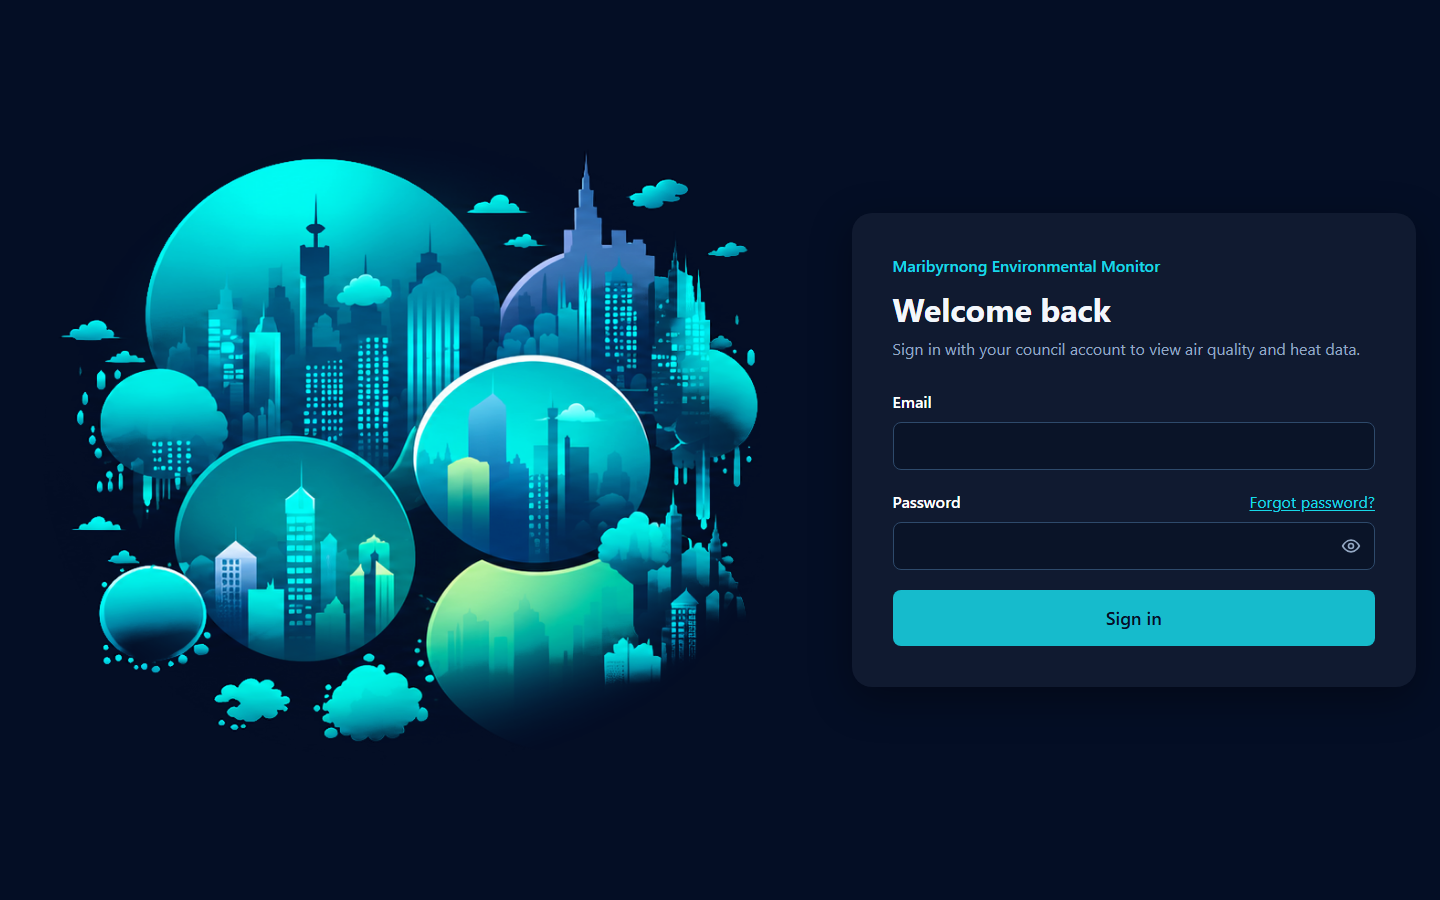 Maribyrnong Environmental Monitor
Welcome back
Sign in with your council account to view air quality and heat data.
Email
Password
Forgot password?
Sign in